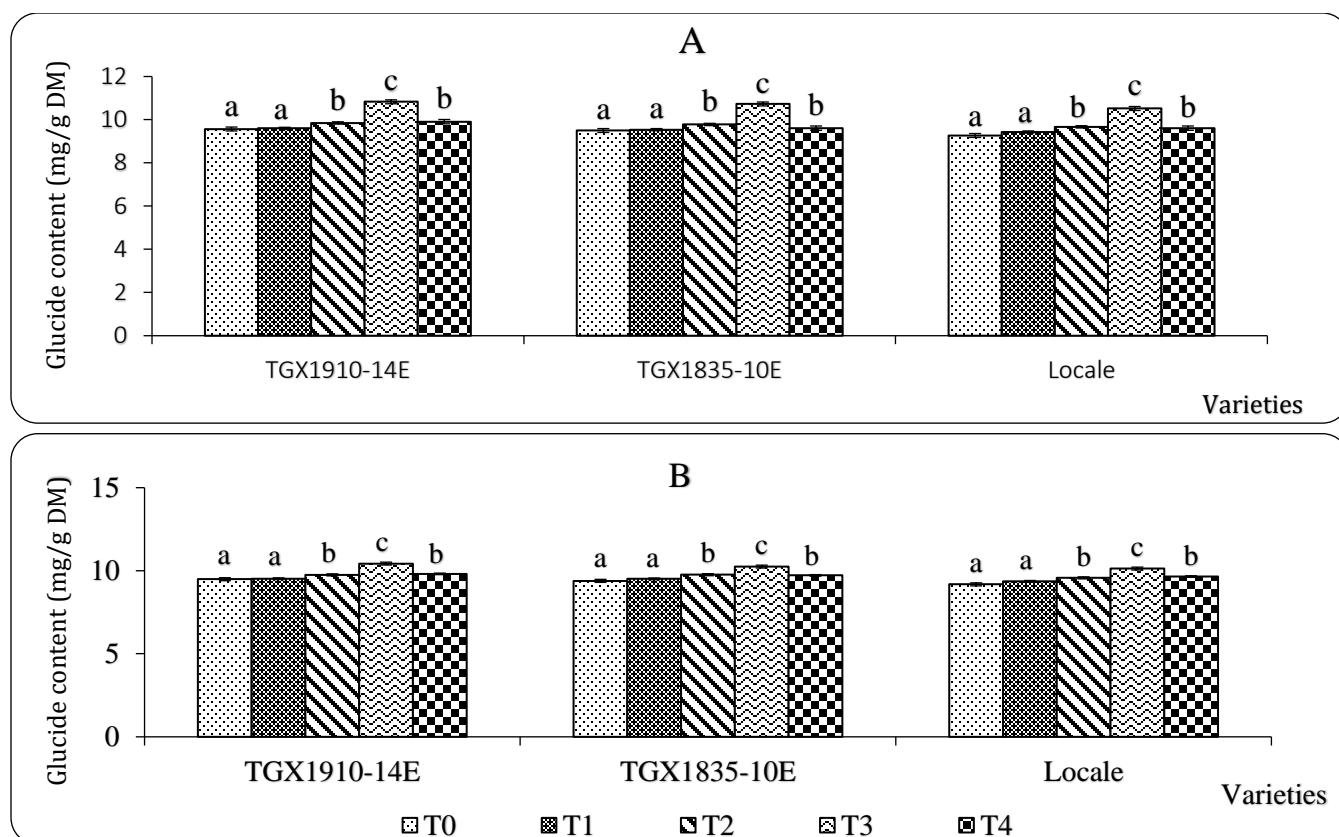 A
Glucide content (mg/g DM)
12
10
8
6
4
2
0
a a b c b
a a b c b
a a b c b
TGX1910-14E TGX1835-10E Locale
Varieties
B
Glucide content (mg/g DM)
15
10
5
0
a a b c b
a a b c b
a a b c b
TGX1910-14E TGX1835-10E Locale
Varieties
T0 T1 T2 T3 T4